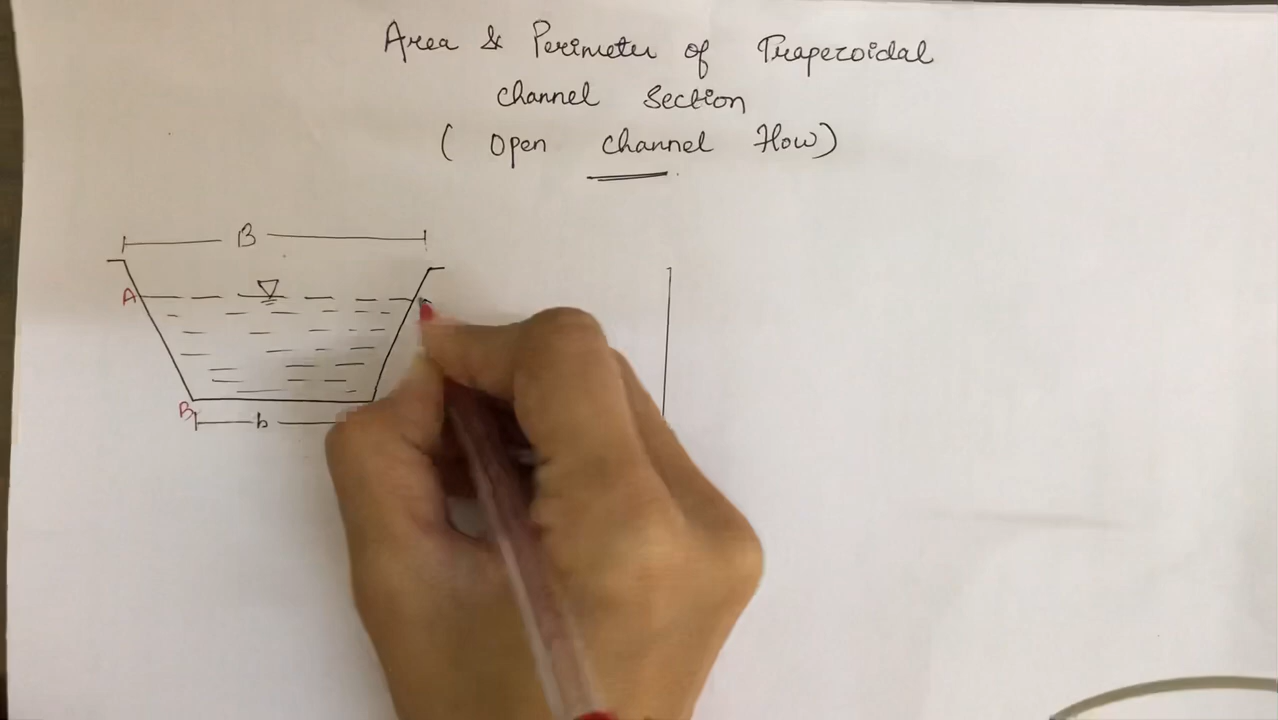 Area & Perimeter of Trapezoidal
channel Section
( Open channel Flow)
B
A
B
b